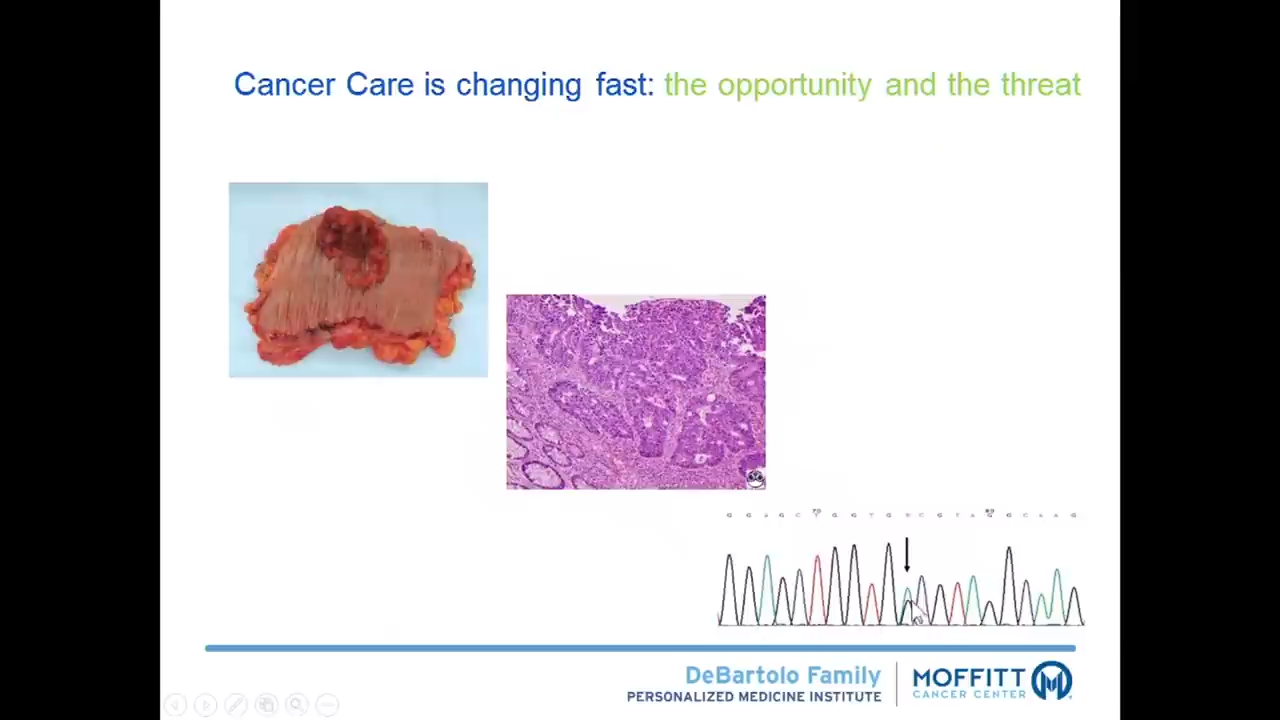 Cancer Care is changing fast: the opportunity and the threat
DeBartolo Family
PERSONALIZED MEDICINE INSTITUTE
MOFFITT
CANCER CENTER